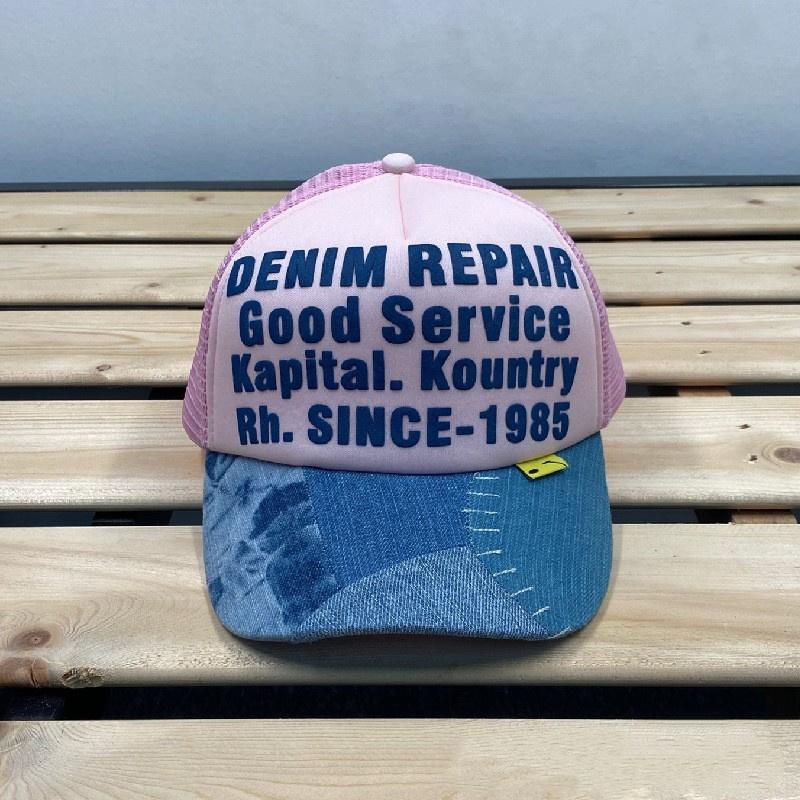 DENIM REPAIR
Good Service
Kapital. Kountry
Rh. SINCE-1985